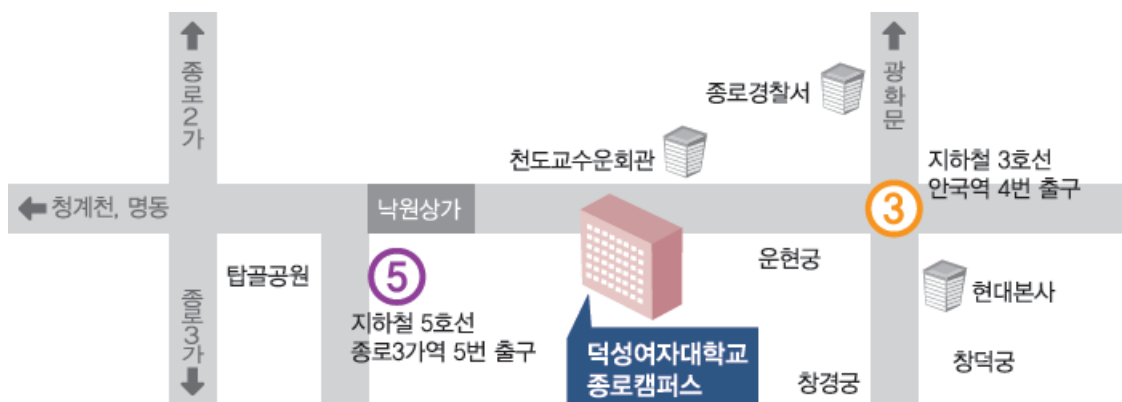 종로2가
광화문
종로경찰서
천도교수운회관
지하철 3호선
안국역 4번 출구
청계천, 명동
낙원상가
3
탑골공원
5
운현궁
현대본사
종로3가
지하철 5호선
종로3가역 5번 출구
덕성여자대학교
종로캠퍼스
창덕궁
창경궁